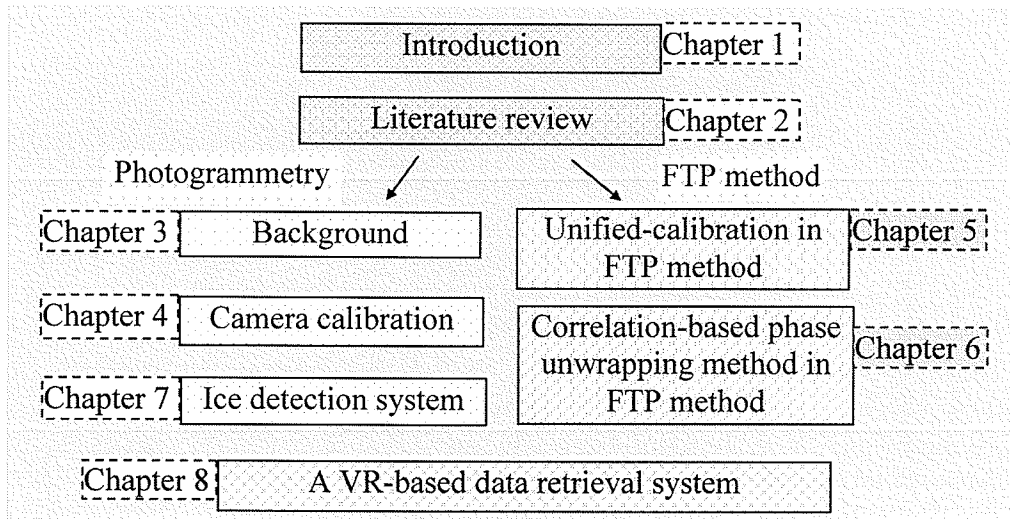 Introduction
Chapter 1
Literature review
Chapter 2
Photogrammetry
FTP method
Chapter 3
Background
Unified-calibration in
FTP method
Chapter 5
Chapter 4
Camera calibration
Correlation-based phase
unwrapping method in
FTP method
Chapter 6
Chapter 7
Ice detection system
Chapter 8
A VR-based data retrieval system